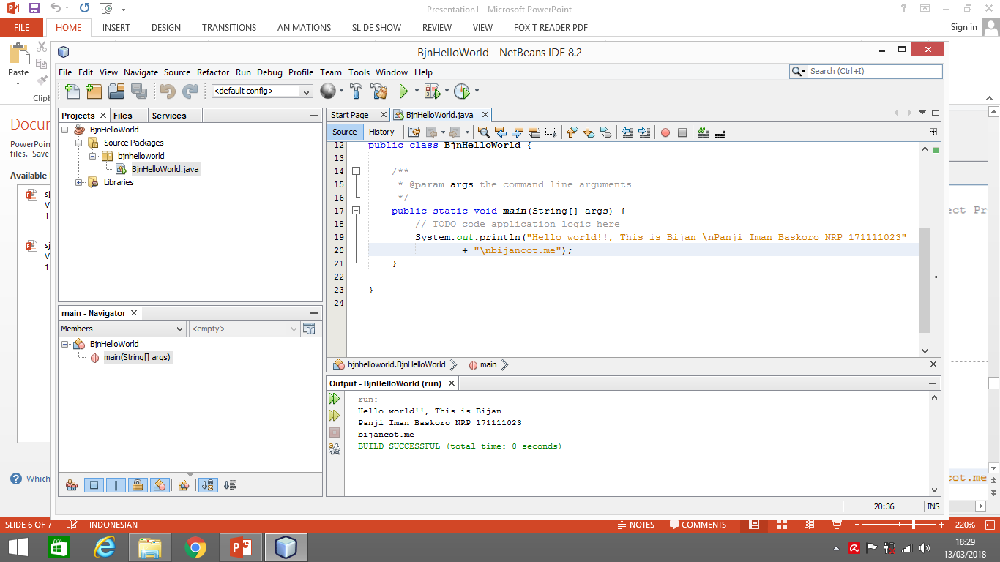 Presentation1 - Microsoft PowerPoint
FILE HOME INSERT DESIGN TRANSITIONS ANIMATIONS SLIDE SHOW REVIEW VIEW FOXIT READER PDF Sign in
Paste
Clipb
Docur
PowerPoin
files. Save
Available
sj
V
1
sj
V
1
Which
BjnHelloWorld - NetBeans IDE 8.2
File Edit View Navigate Source Refactor Run Debug Profile Team Tools Window Help
Search (Ctrl+I)
<default config>
Projects Files Services
BjnHelloWorld
Source Packages
bjnhelloworld
BjnHelloWorld.java
Libraries
main - Navigator
Members <empty>
BjnHelloWorld
main(String[] args)
Start Page BjnHelloWorld.java
Source History
12 public class BjnHelloWorld {
13
14 /**
15 * @param args the command line arguments
16 */
17 public static void main(String[] args) {
18 // TODO code application logic here
19 System.out.println("Hello world!!, This is Bijan \nPanji Iman Baskoro NRP 171111023"
20 + "\nbijancot.me");
21 }
22
23 }
24
bjnhelloworld.BjnHelloWorld main
Output - BjnHelloWorld (run)
run:
Hello world!!, This is Bijan
Panji Iman Baskoro NRP 171111023
bijancot.me
BUILD SUCCESSFUL (total time: 0 seconds)
20:36 INS
ect Pr
cot.me
SLIDE 6 OF 7 INDONESIAN NOTES COMMENTS 220%
18:29
13/03/2018